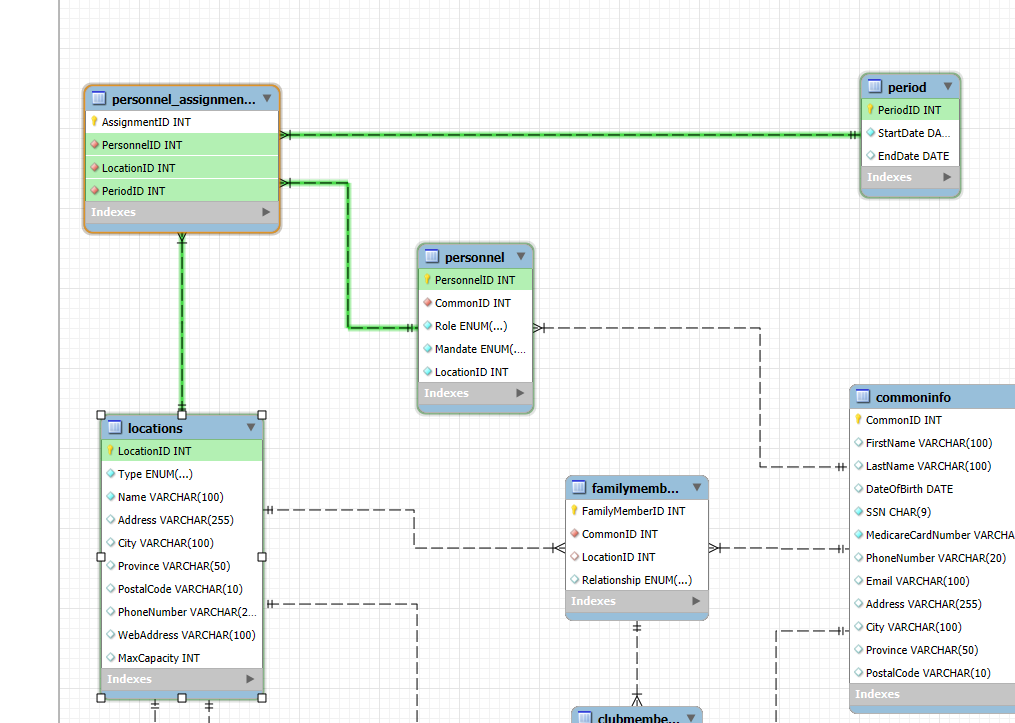 personnel_assignmen...
AssignmentID INT
PersonnelID INT
LocationID INT
PeriodID INT
Indexes
period
PeriodID INT
StartDate DA...
EndDate DATE
Indexes
personnel
PersonnelID INT
CommonID INT
Role ENUM(...)
Mandate ENUM(....
LocationID INT
Indexes
locations
LocationID INT
Type ENUM(...)
Name VARCHAR(100)
Address VARCHAR(255)
City VARCHAR(100)
Province VARCHAR(50)
PostalCode VARCHAR(10)
PhoneNumber VARCHAR(2...
WebAddress VARCHAR(100)
MaxCapacity INT
Indexes
familymemb...
FamilyMemberID INT
CommonID INT
LocationID INT
Relationship ENUM(...)
Indexes
commoninfo
CommonID INT
FirstName VARCHAR(100)
LastName VARCHAR(100)
DateOfBirth DATE
SSN CHAR(9)
MedicareCardNumber VARCHA
PhoneNumber VARCHAR(20)
Email VARCHAR(100)
Address VARCHAR(255)
City VARCHAR(100)
Province VARCHAR(50)
PostalCode VARCHAR(10)
Indexes
clubmembe...